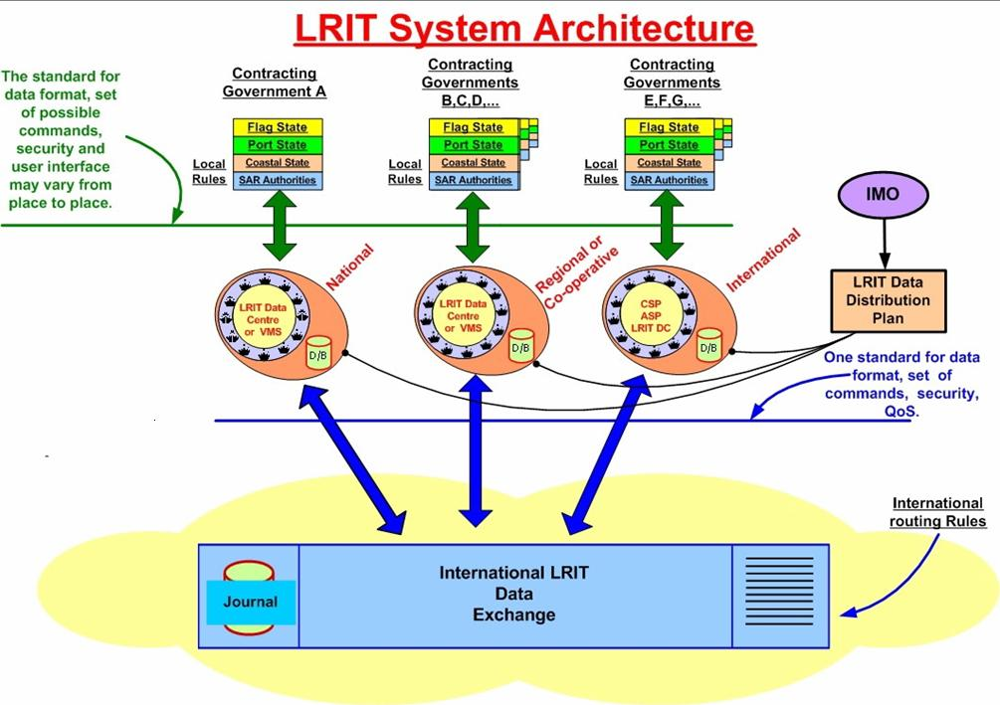 LRIT System Architecture
The standard for
data format, set
of possible
commands,
security and
user interface
may vary from
place to place.
Contracting
Government A
Flag State
Port State
Coastal State
SAR Authorities
Local
Rules
Contracting
Governments
B,C,D,...
Flag State
Port State
Coastal State
SAR Authorities
Local
Rules
Contracting
Governments
E,F,G,...
Flag State
Port State
Coastal State
SAR Authorities
Local
Rules
IMO
LRIT Data
Distribution
Plan
National
LRIT Data
Centre
or VMS
D/B
Regional or
Co-operative
LRIT Data
Centre
or VMS
D/B
International
CSP
ASP
LRIT DC
D/B
One standard for data
format, set of
commands, security,
QoS.
International
routing Rules
Journal
International LRIT
Data
Exchange